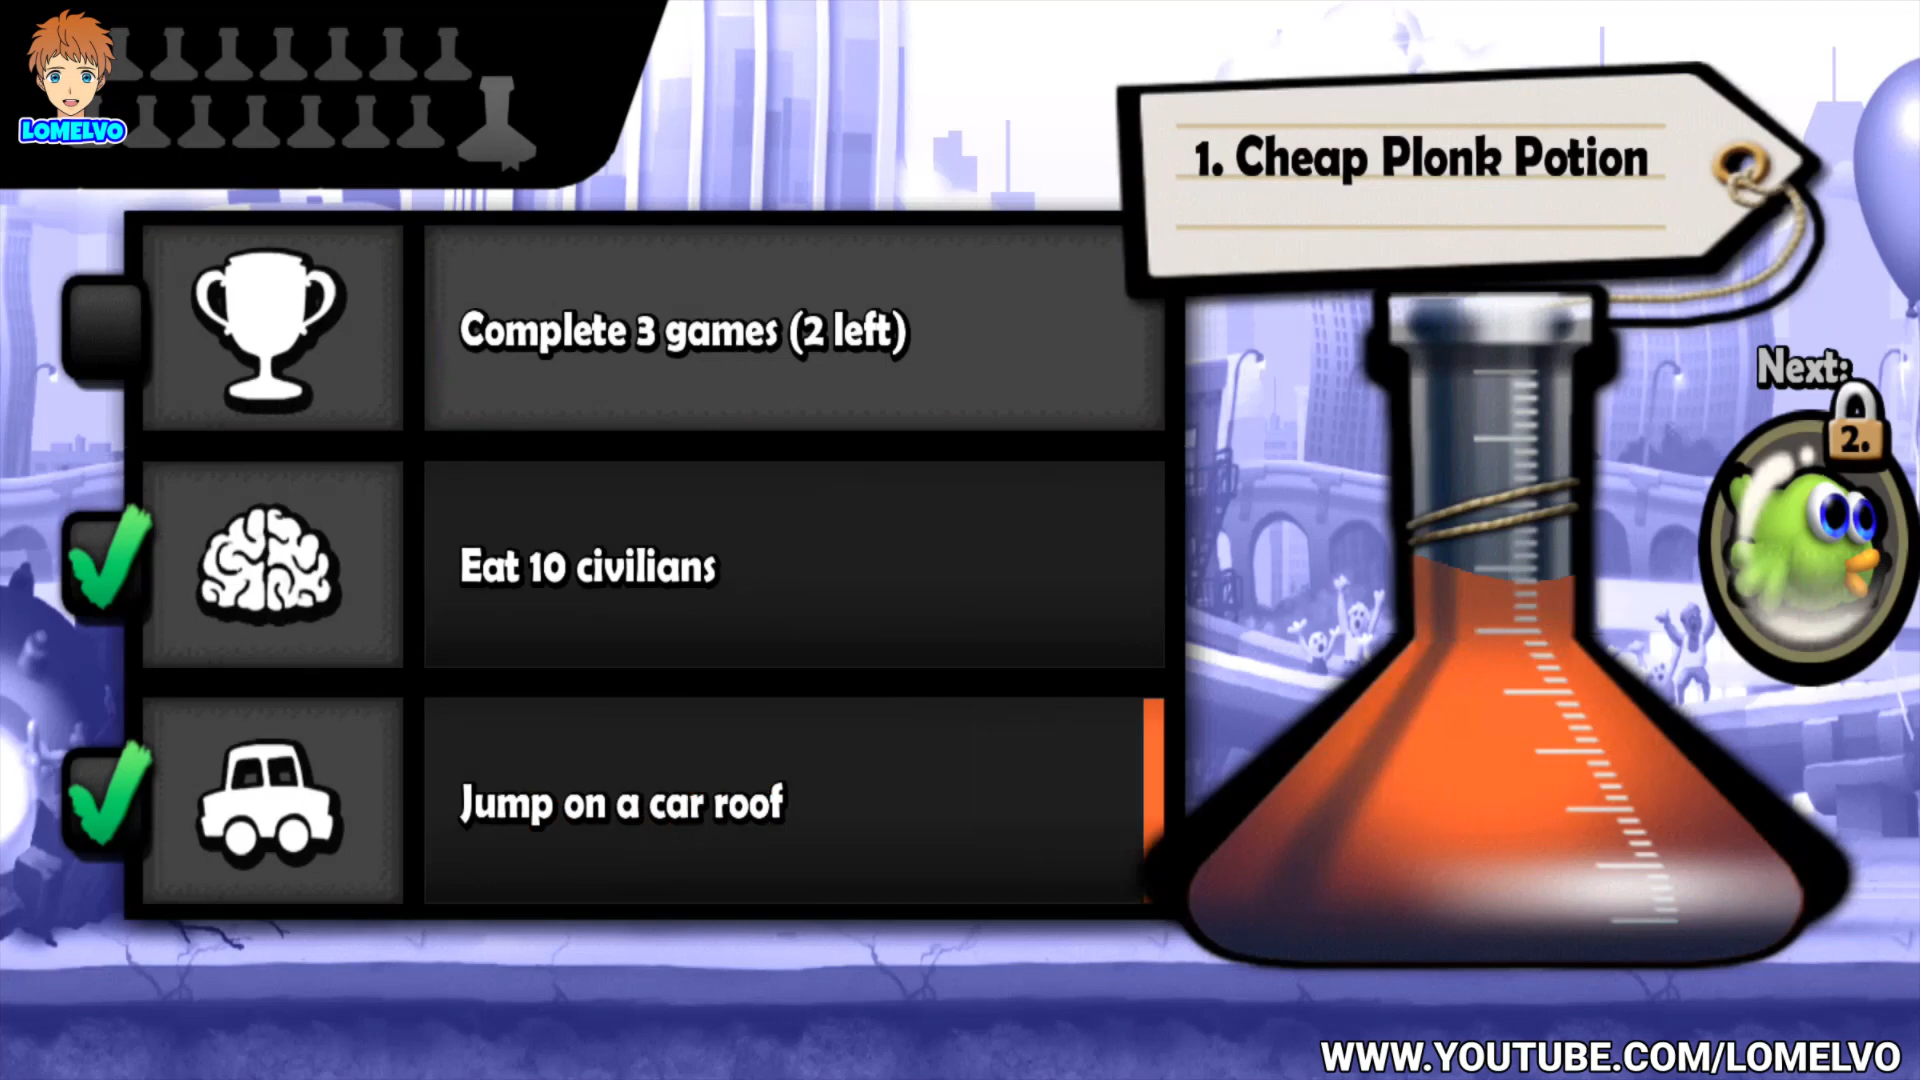 LOMELVO
1. Cheap Plonk Potion
Complete 3 games (2 left)
Next:
2.
Eat 10 civilians
Jump on a car roof
WWW.YOUTUBE.COM/LOMELVO